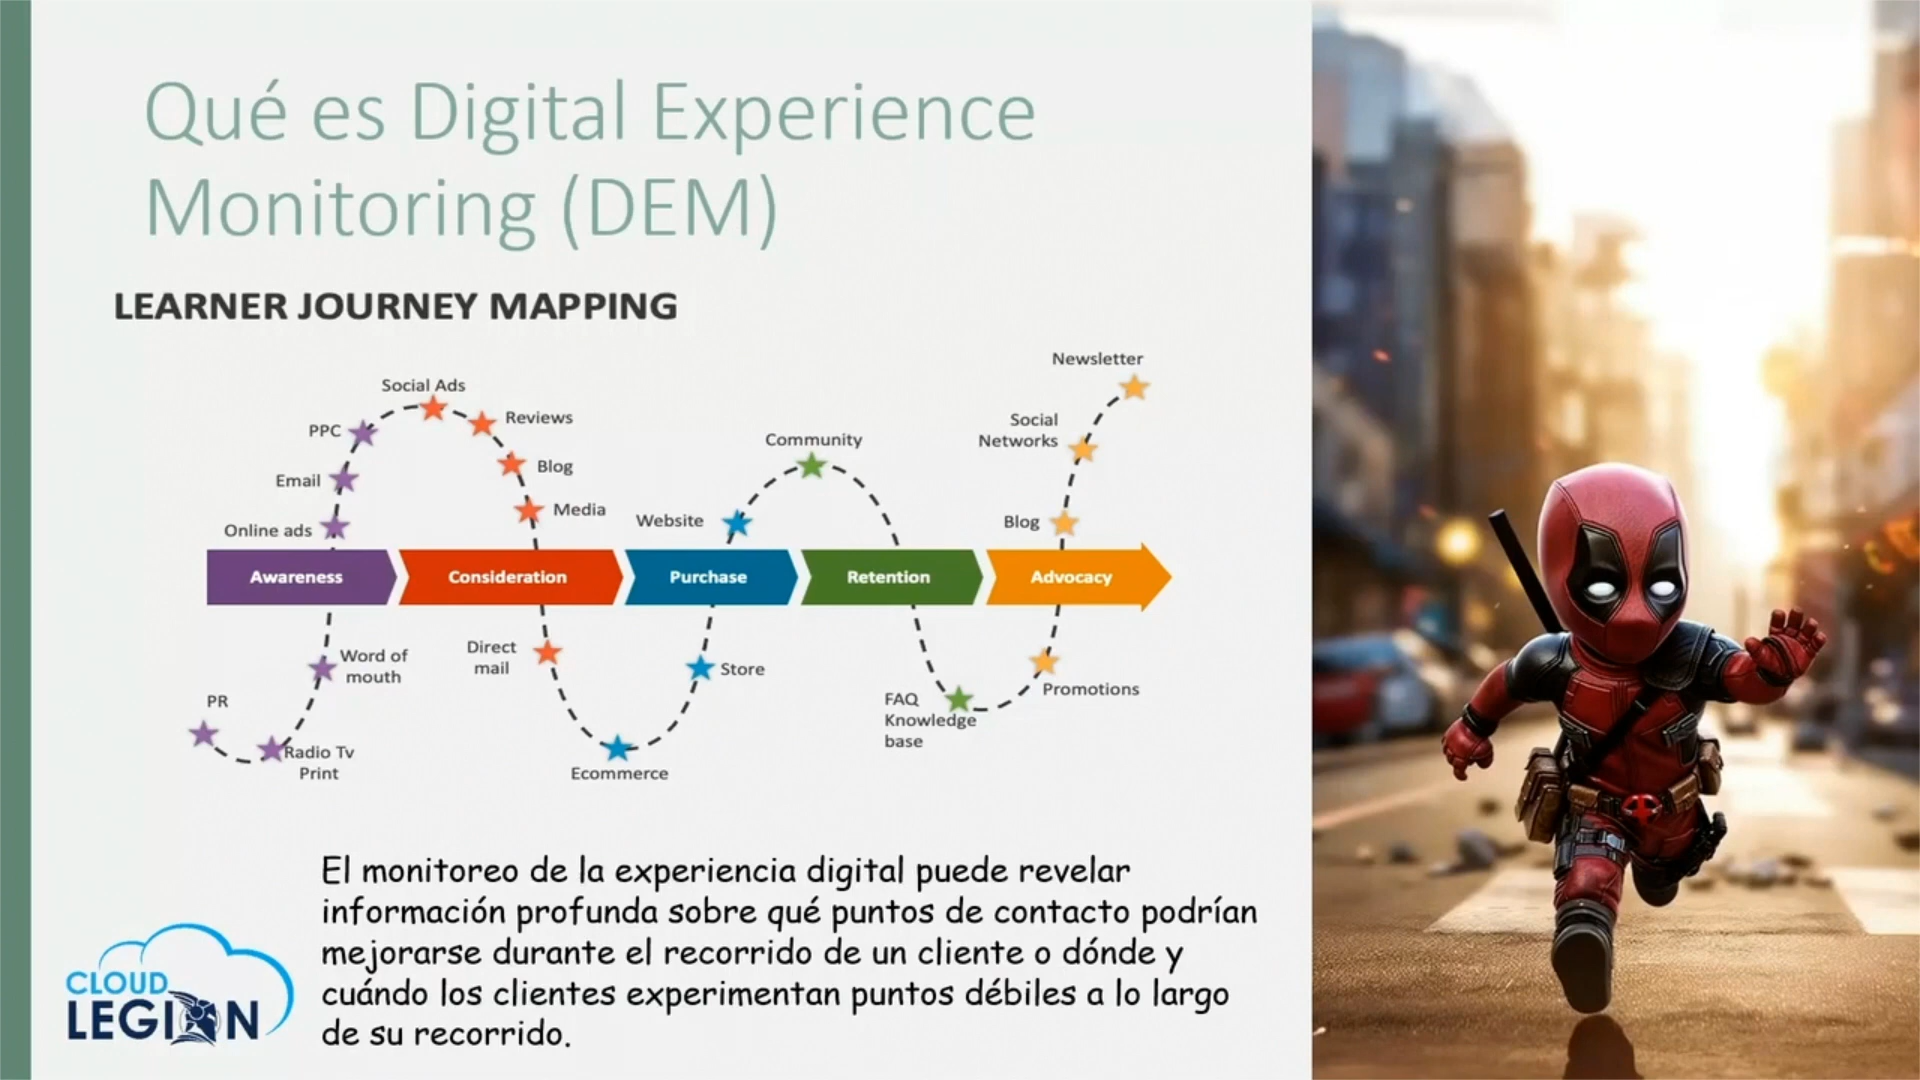 Qué es Digital Experience
Monitoring (DEM)
LEARNER JOURNEY MAPPING
Newsletter
Social Ads
Social
Networks
PPC
Reviews
Community
Email
Blog
Media
Website
Blog
Online ads
Awareness
Consideration
Purchase
Retention
Advocacy
Word of
mouth
Direct
mail
Store
Promotions
PR
FAQ
Knowledge
base
Radio Tv
Print
Ecommerce
El monitoreo de la experiencia digital puede revelar
información profunda sobre qué puntos de contacto podrían
mejorarse durante el recorrido de un cliente o dónde y
cuándo los clientes experimentan puntos débiles a lo largo
de su recorrido.
CLOUD
LEGION